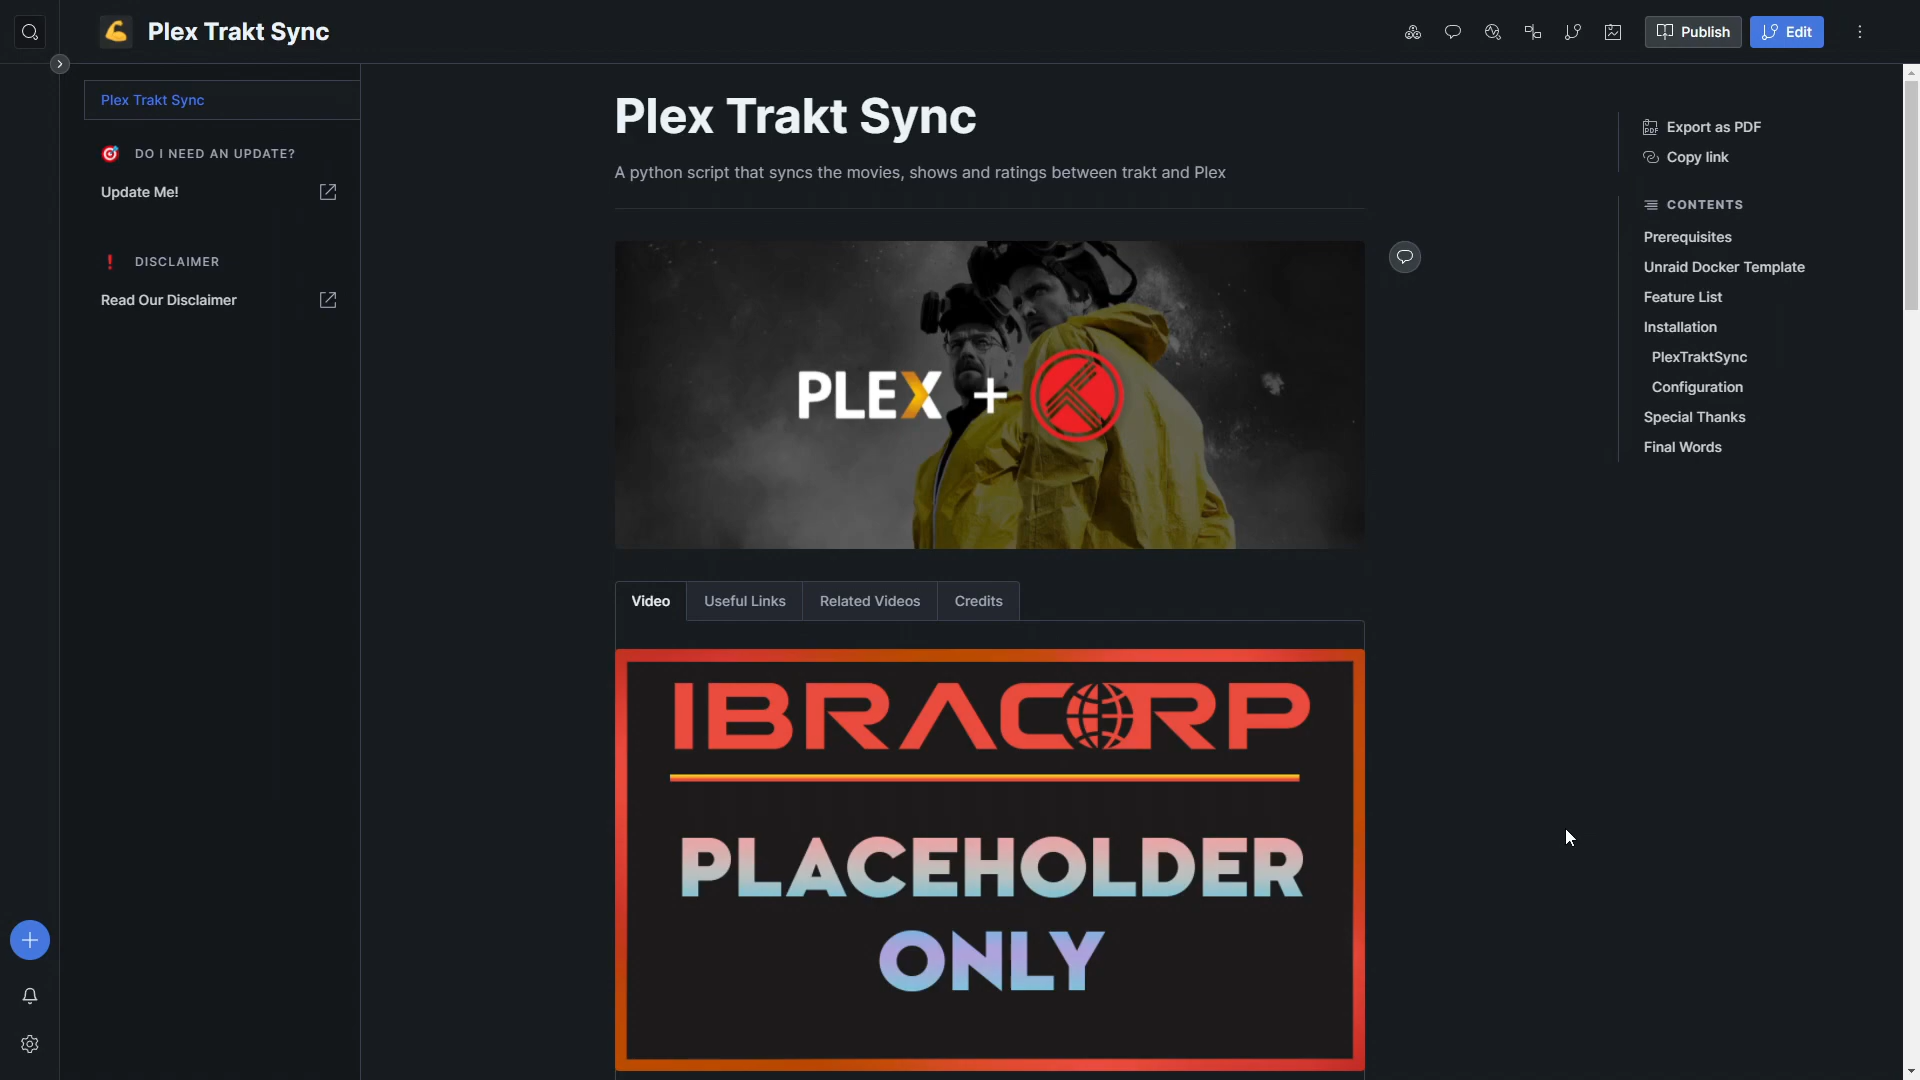 Plex Trakt Sync
Publish
Edit
Plex Trakt Sync
DO I NEED AN UPDATE?
Update Me!
DISCLAIMER
Read Our Disclaimer
Plex Trakt Sync
A python script that syncs the movies, shows and ratings between trakt and Plex
PLEX +
Video
Useful Links
Related Videos
Credits
IBRACORP
PLACEHOLDER
ONLY
PDF
Export as PDF
Copy link
CONTENTS
Prerequisites
Unraid Docker Template
Feature List
Installation
PlexTraktSync
Configuration
Special Thanks
Final Words